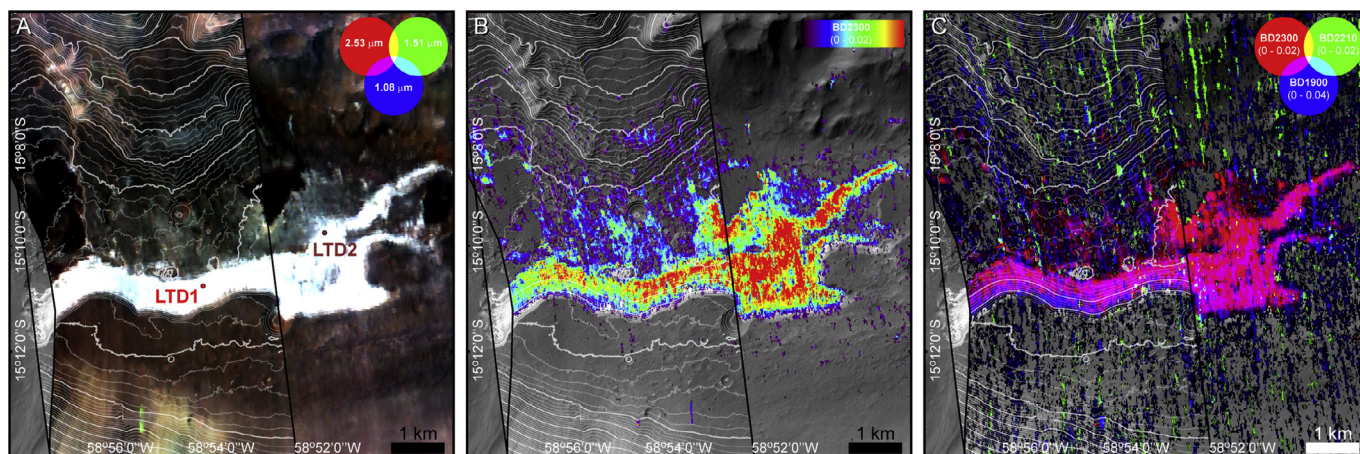 A
2.53 µm
1.51 µm
1.08 µm
LTD1
LTD2
15°8'0"S
15°10'0"S
15°12'0"S
58°56'0"W
58°54'0"W
58°52'0"W
1 km
B
BD2300
(0 - 0.02)
15°8'0"S
15°10'0"S
15°12'0"S
58°56'0"W
58°54'0"W
58°52'0"W
1 km
C
BD2300
(0 - 0.02)
BD2210
(0 - 0.02)
BD1900
(0 - 0.04)
15°8'0"S
15°10'0"S
15°12'0"S
58°56'0"W
58°54'0"W
58°52'0"W
1 km